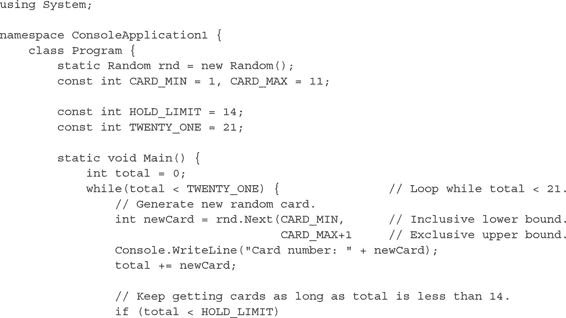 using System;
namespace ConsoleApplication1 {
class Program {
static Random rnd = new Random();
const int CARD_MIN = 1, CARD_MAX = 11;
const int HOLD_LIMIT = 14;
const int TWENTY_ONE = 21;
static void Main() {
int total = 0;
while(total < TWENTY_ONE) { // Loop while total < 21.
// Generate new random card.
int newCard = rnd.Next(CARD_MIN, // Inclusive lower bound.
CARD_MAX+1 // Exclusive upper bound.
Console.WriteLine("Card number: " + newCard);
total += newCard;
// Keep getting cards as long as total is less than 14.
if (total < HOLD_LIMIT)